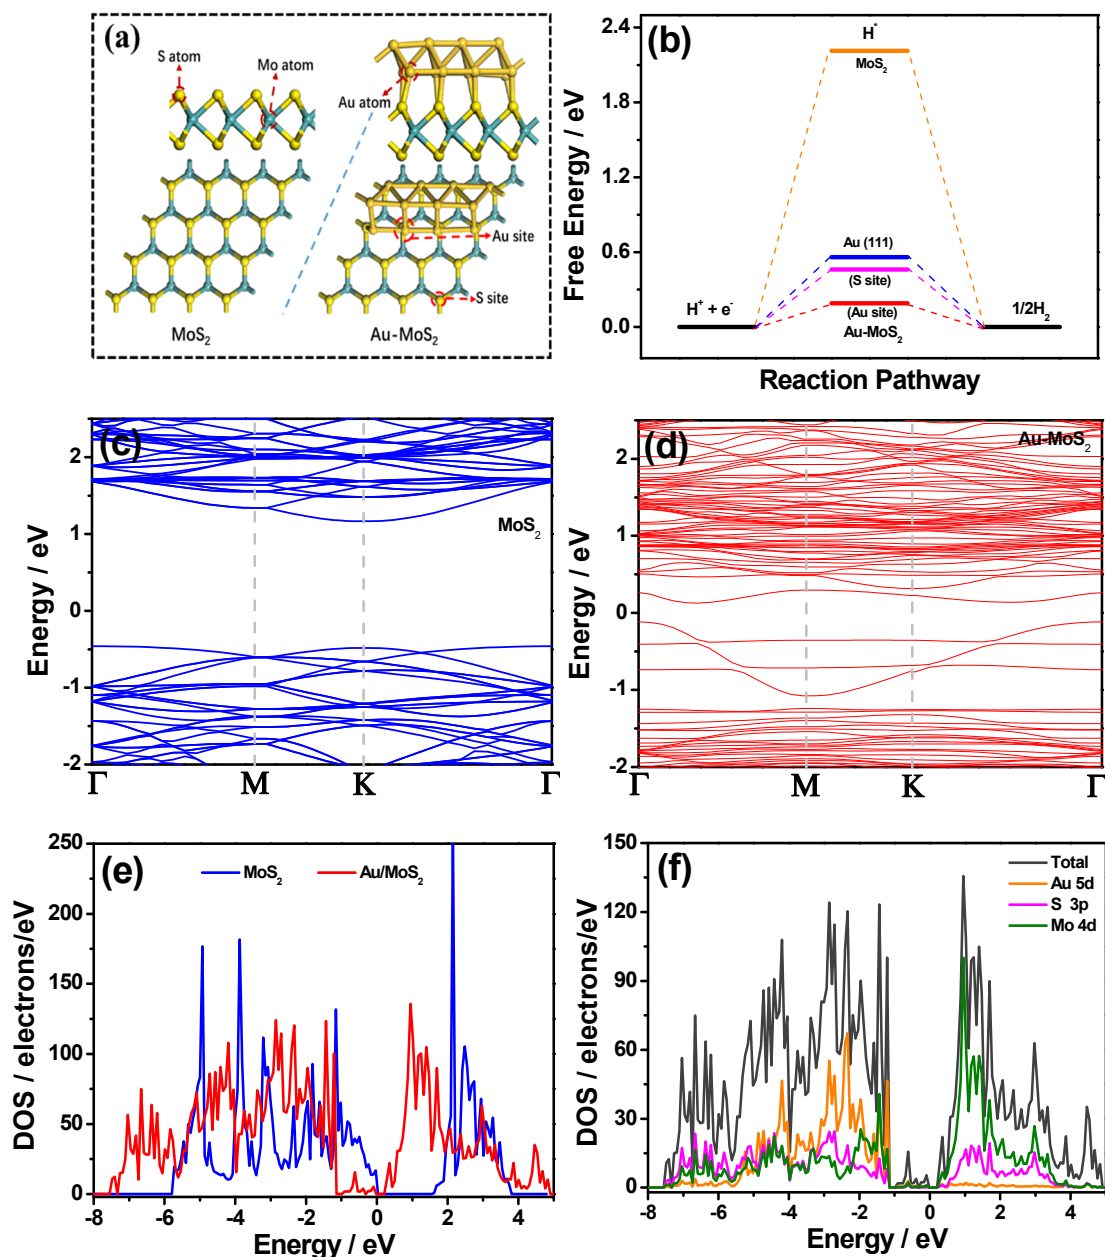 (a)
S atom
Mo atom
Au atom
Au site
S site
MoS₂
Au-MoS₂
(b)
Free Energy / eV
2.4
1.8
1.2
0.6
0.0
H*
MoS₂
Au (111)
(S site)
(Au site)
Au-MoS₂
H⁺ + e⁻
1/2H₂
Reaction Pathway
(c)
MoS₂
Energy / eV
2
1
0
-1
-2
Γ M K Γ
(d)
Au-MoS₂
Energy / eV
2
1
0
-1
-2
Γ M K Γ
(e)
MoS₂ Au/MoS₂
DOS / electrons/eV
250
200
150
100
50
0
-8 -6 -4 -2 0 2 4
Energy / eV
(f)
Total
Au 5d
S 3p
Mo 4d
DOS / electrons/eV
150
120
90
60
30
0
-8 -6 -4 -2 0 2 4
Energy / eV